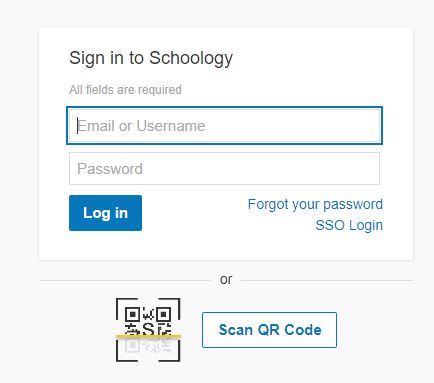 Sign in to Schoology
All fields are required
Email or Username
Password
Log in
Forgot your password
SSO Login
or
S
Scan QR Code